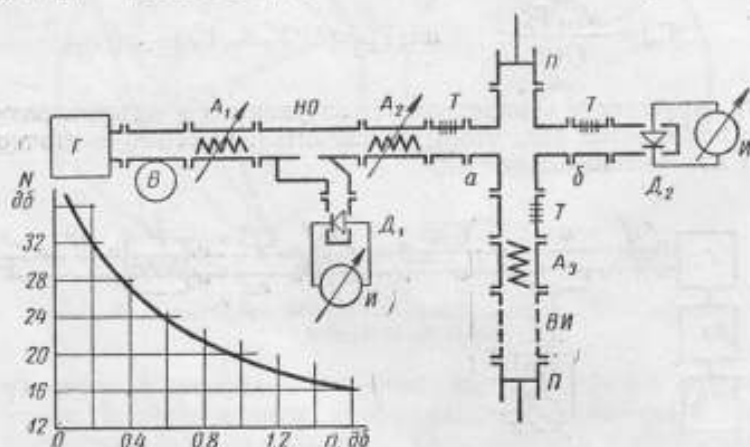 П
A₁
НО
A₂
T
T
Г
В
а
б
Д₂
И
N
дб
32
28
24
20
16
12
Д₁
И
T
A₃
ВИ
П
0
0.4
0.8
1.2
дб